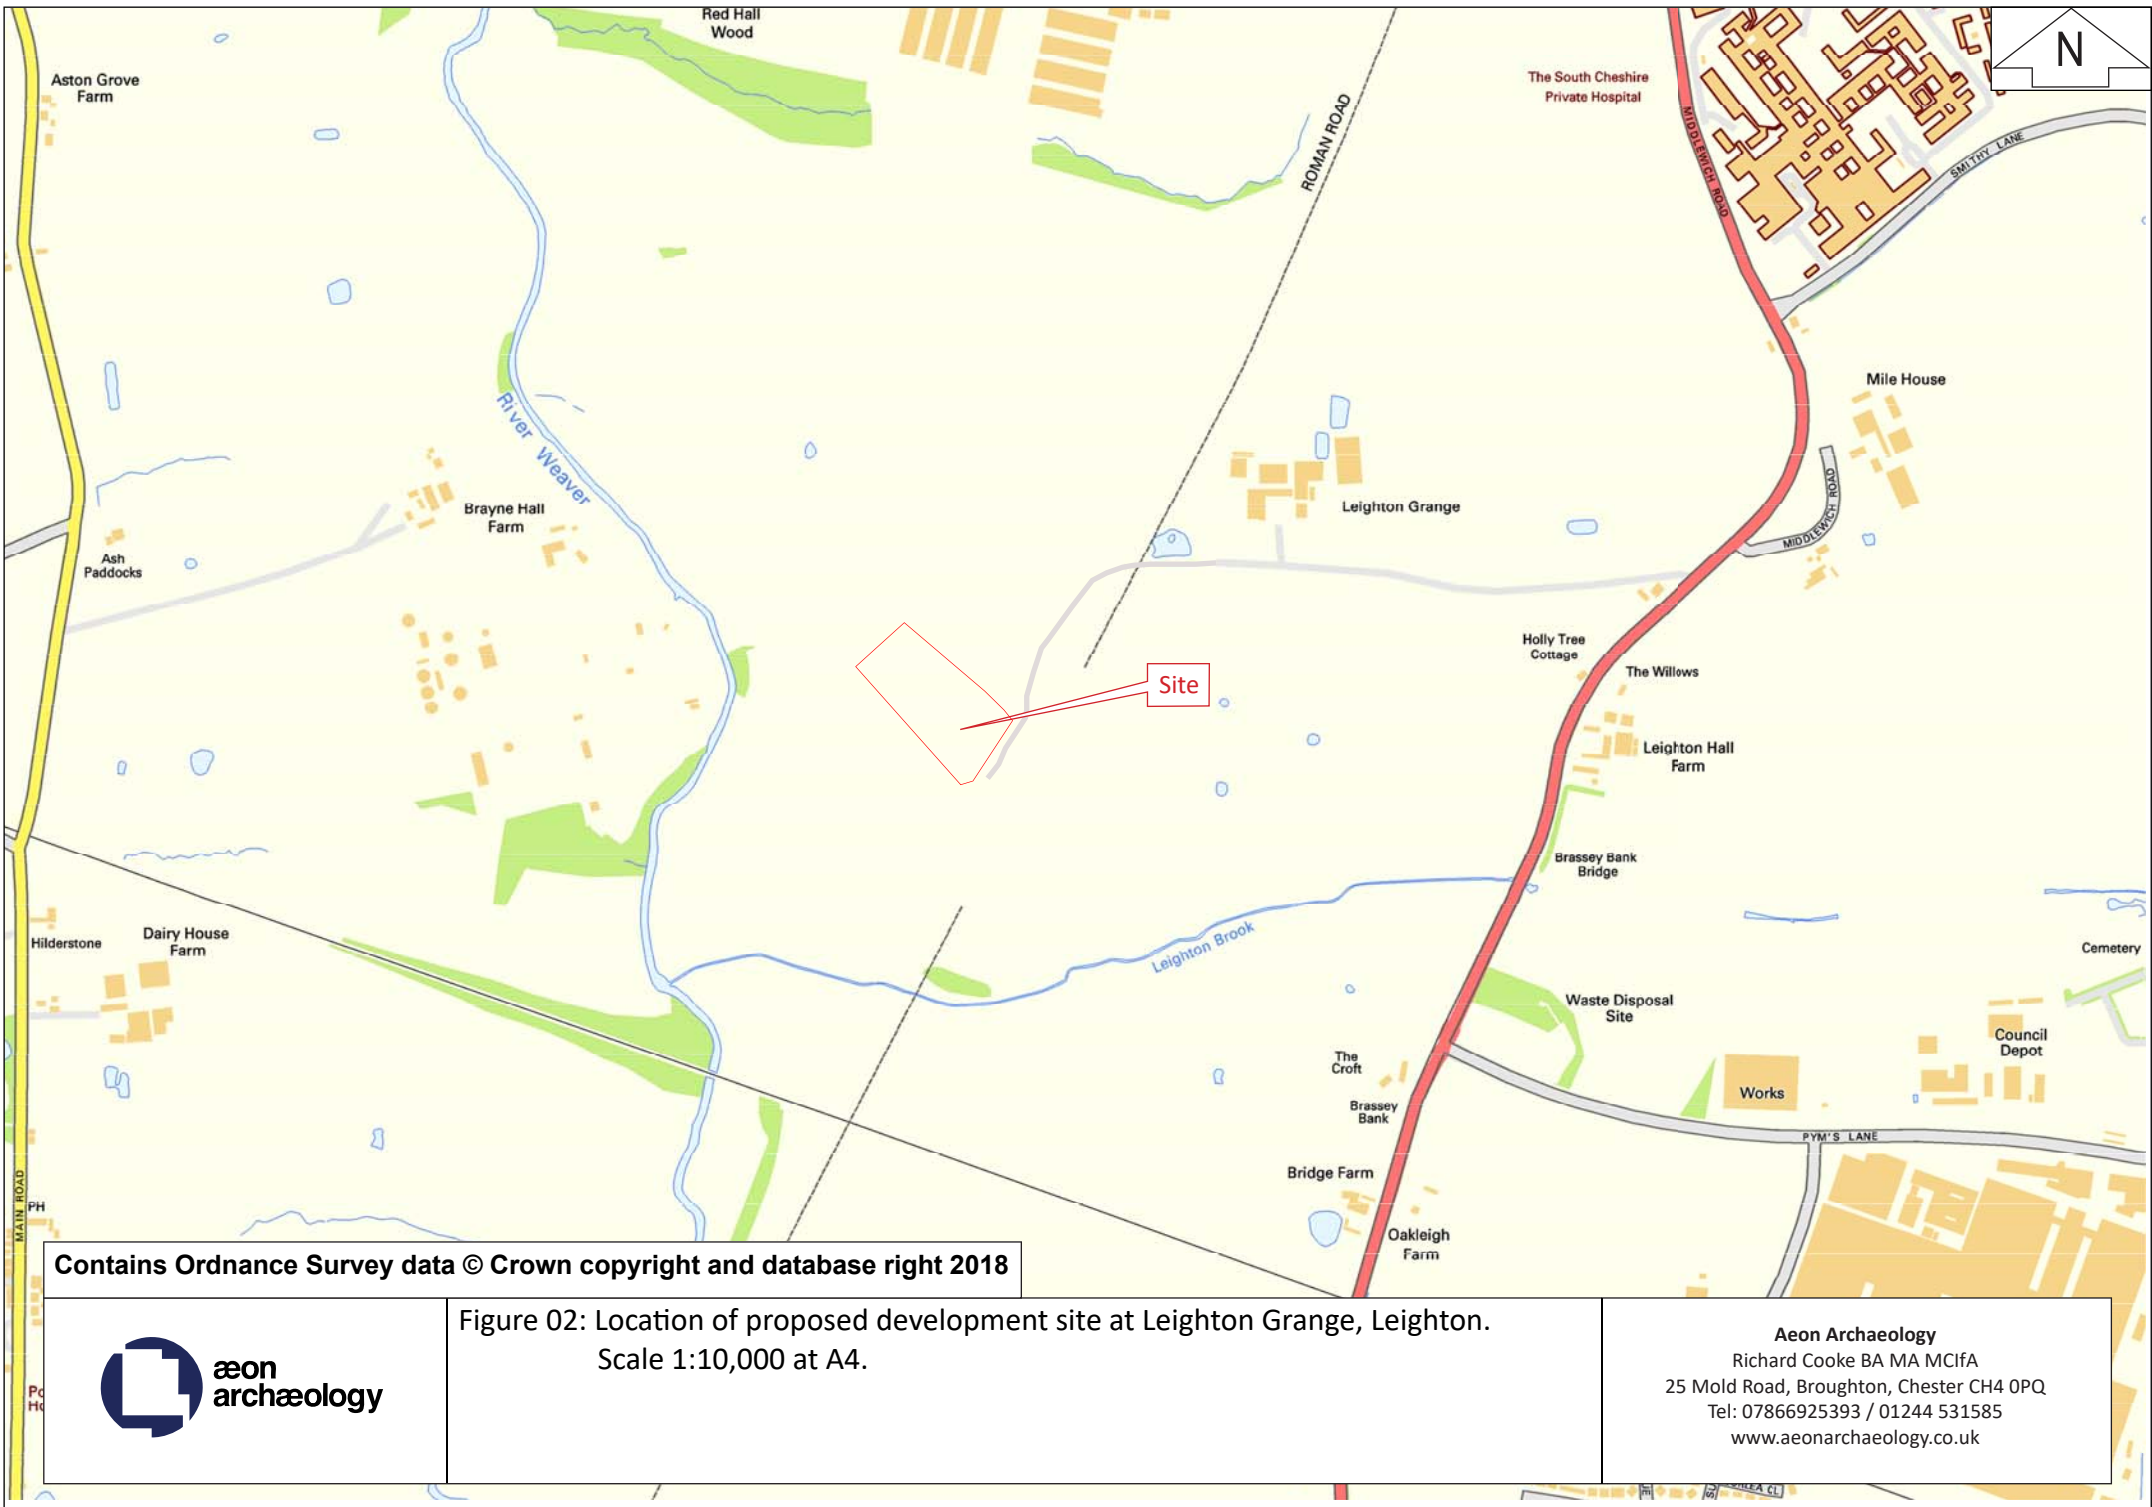 Red Hall
Wood
N
Aston Grove
Farm
The South Cheshire
Private Hospital
MIDDLEWICH ROAD
SMITHY LANE
ROMAN ROAD
Mile House
River Weaver
Brayne Hall
Farm
Leighton Grange
MIDDLEWICH ROAD
Ash
Paddocks
Holly Tree
Cottage
The Willows
Site
Leighton Hall
Farm
Brassey Bank
Bridge
Hilderstone
Dairy House
Farm
Leighton Brook
Cemetery
Waste Disposal
Site
Council
Depot
The
Croft
Works
Brassey
Bank
PYM'S LANE
Bridge Farm
MAIN ROAD
PH
Oakleigh
Farm
Contains Ordnance Survey data © Crown copyright and database right 2018
æon
archæology
Figure 02: Location of proposed development site at Leighton Grange, Leighton.
Scale 1:10,000 at A4.
Aeon Archaeology
Richard Cooke BA MA MCIfA
25 Mold Road, Broughton, Chester CH4 0PQ
Tel: 07866925393 / 01244 531585
www.aeonarchaeology.co.uk